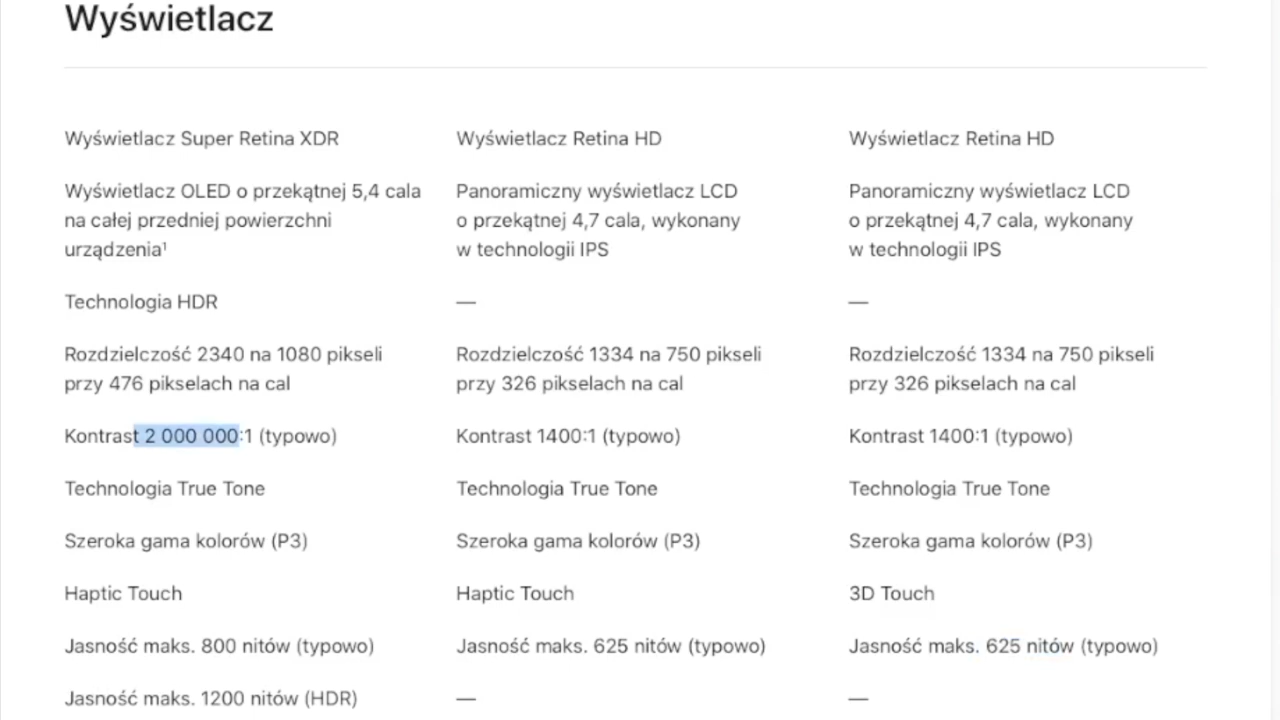 Wyświetlacz
Wyświetlacz Super Retina XDR
Wyświetlacz OLED o przekątnej 5,4 cala
na całej przedniej powierzchni
urządzenia¹
Technologia HDR
Rozdzielczość 2340 na 1080 pikseli
przy 476 pikselach na cal
Kontrast 2 000 000:1 (typowo)
Technologia True Tone
Szeroka gama kolorów (P3)
Haptic Touch
Jasność maks. 800 nitów (typowo)
Jasność maks. 1200 nitów (HDR)
Wyświetlacz Retina HD
Panoramiczny wyświetlacz LCD
o przekątnej 4,7 cala, wykonany
w technologii IPS
—
Rozdzielczość 1334 na 750 pikseli
przy 326 pikselach na cal
Kontrast 1400:1 (typowo)
Technologia True Tone
Szeroka gama kolorów (P3)
Haptic Touch
Jasność maks. 625 nitów (typowo)
—
Wyświetlacz Retina HD
Panoramiczny wyświetlacz LCD
o przekątnej 4,7 cala, wykonany
w technologii IPS
—
Rozdzielczość 1334 na 750 pikseli
przy 326 pikselach na cal
Kontrast 1400:1 (typowo)
Technologia True Tone
Szeroka gama kolorów (P3)
3D Touch
Jasność maks. 625 nitów (typowo)
—